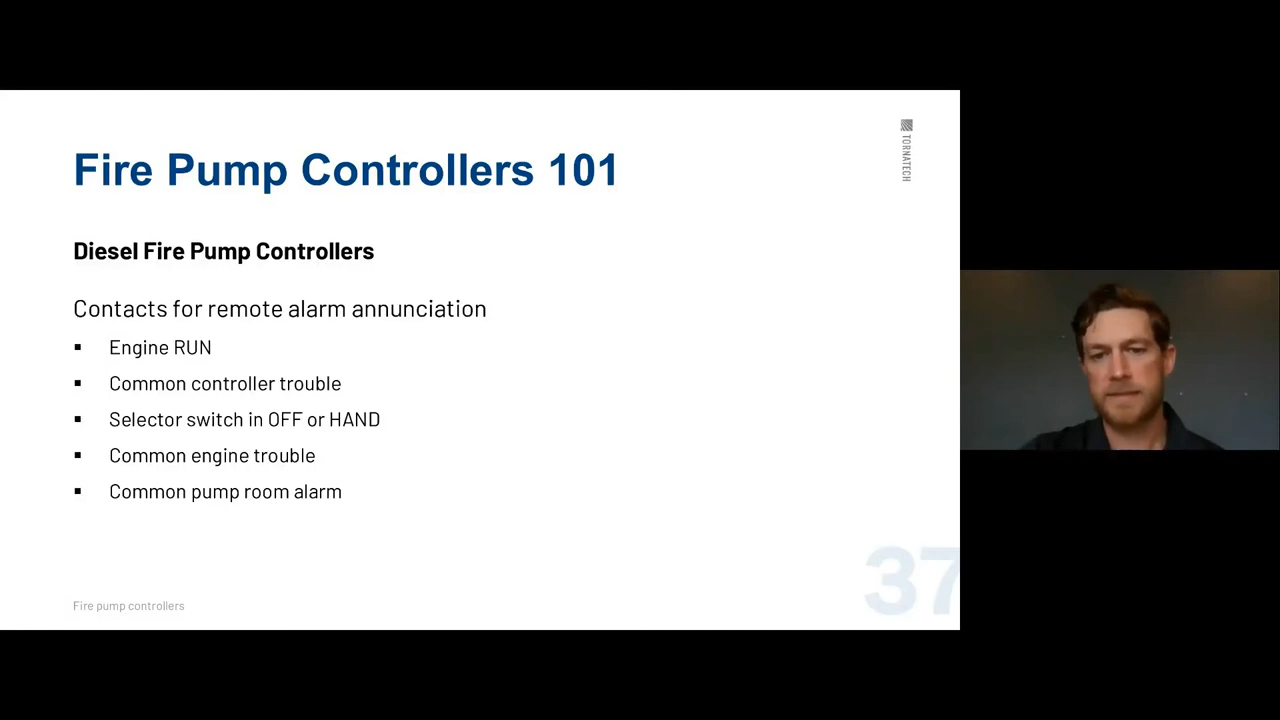 TORNATECH
Fire Pump Controllers 101
Diesel Fire Pump Controllers
Contacts for remote alarm annunciation
▪ Engine RUN
▪ Common controller trouble
▪ Selector switch in OFF or HAND
▪ Common engine trouble
▪ Common pump room alarm
37
Fire pump controllers